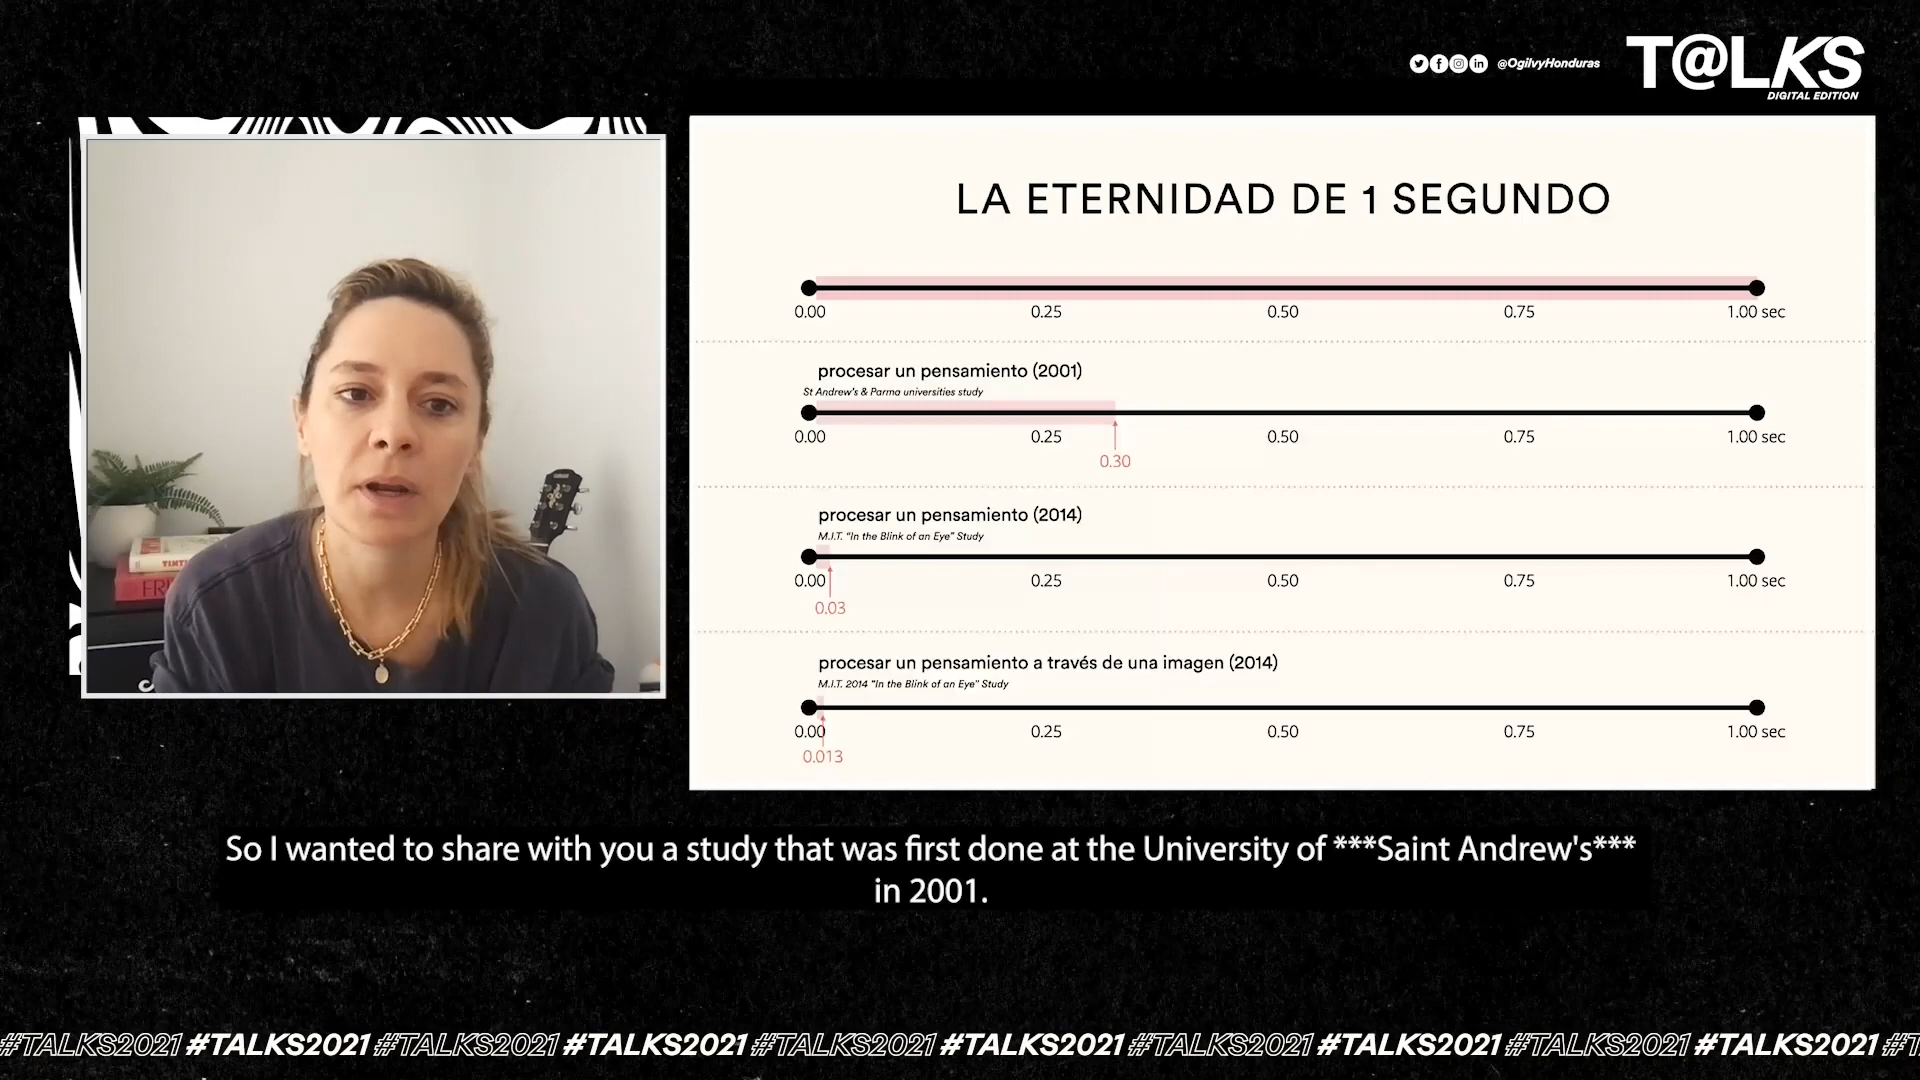 @OgilvyHonduras
T@LKS
DIGITAL EDITION
LA ETERNIDAD DE 1 SEGUNDO
0.00 0.25 0.50 0.75 1.00 sec
procesar un pensamiento (2001)
St Andrew's & Parma universities study
0.00 0.25 0.50 0.75 1.00 sec
0.30
procesar un pensamiento (2014)
M.I.T. "In the Blink of an Eye" Study
0.00 0.25 0.50 0.75 1.00 sec
0.03
procesar un pensamiento a través de una imagen (2014)
M.I.T. 2014 "In the Blink of an Eye" Study
0.00 0.25 0.50 0.75 1.00 sec
0.013
So I wanted to share with you a study that was first done at the University of ***Saint Andrew's***
in 2001.
#TALKS2021 #TALKS2021 #TALKS2021 #TALKS2021 #TALKS2021 #TALKS2021 #TALKS2021 #TALKS2021 #TALKS2021 #TALKS2021 #T